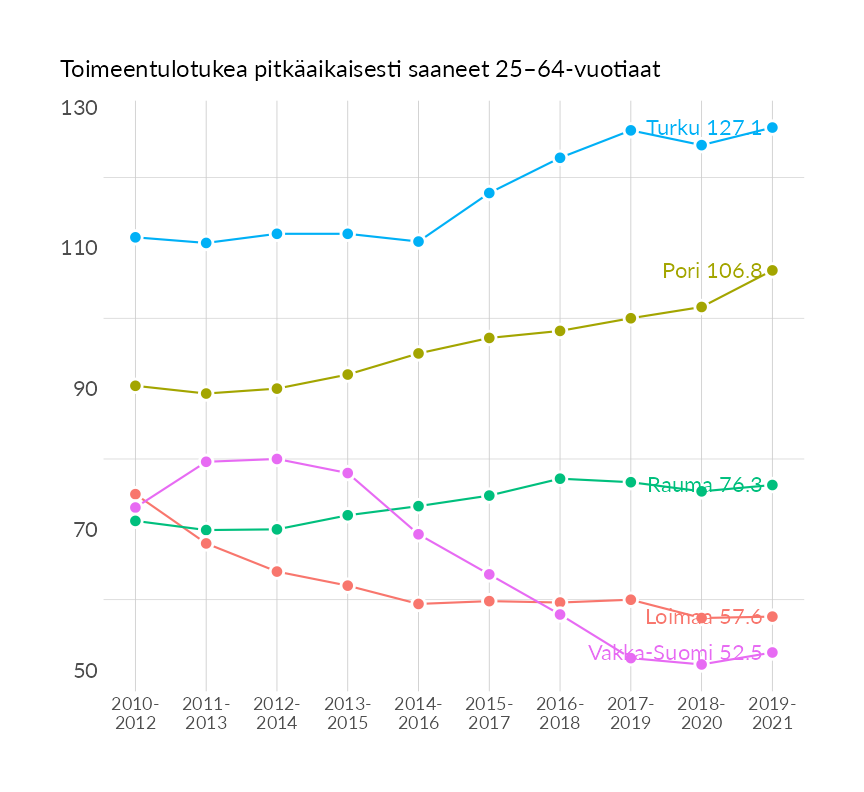 Toimeentulotukea pitkäaikaisesti saaneet 25–64-vuotiaat
130
110
90
70
50
Turku 127.1
Pori 106.8
Rauma 76.3
Loimaa 57.6
Vakka-Suomi 52.5
2010- 2011- 2012- 2013- 2014- 2015- 2016- 2017- 2018- 2019-
2012 2013 2014 2015 2016 2017 2018 2019 2020 2021